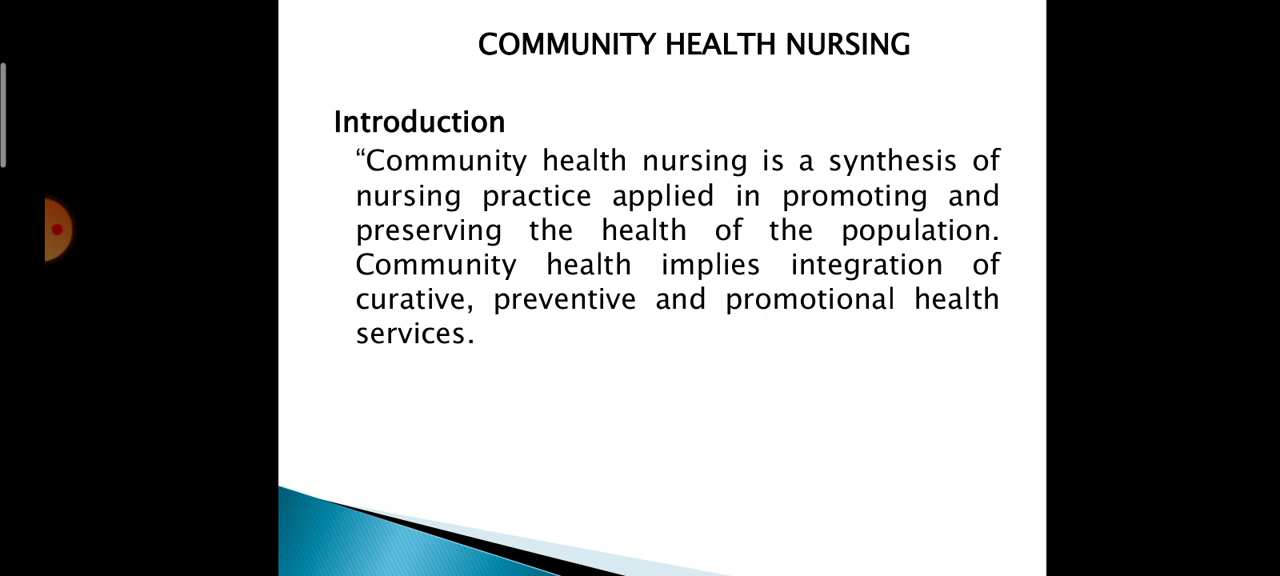 COMMUNITY HEALTH NURSING
Introduction
“Community health nursing is a synthesis of
nursing practice applied in promoting and
preserving the health of the population.
Community health implies integration of
curative, preventive and promotional health
services.